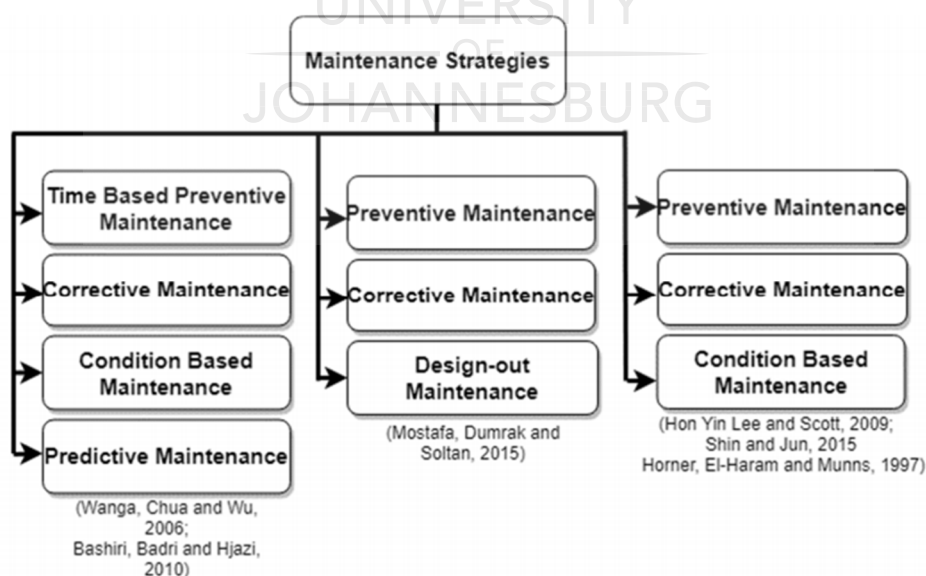 UNIVERSITY
OF
JOHANNESBURG
Maintenance Strategies
Time Based Preventive
Maintenance
Corrective Maintenance
Condition Based
Maintenance
Predictive Maintenance
(Wanga, Chua and Wu,
2006;
Bashiri, Badri and Hjazi,
2010)
Preventive Maintenance
Corrective Maintenance
Design-out
Maintenance
(Mostafa, Dumrak and
Soltan, 2015)
Preventive Maintenance
Corrective Maintenance
Condition Based
Maintenance
(Hon Yin Lee and Scott, 2009;
Shin and Jun, 2015
Horner, El-Haram and Munns, 1997)